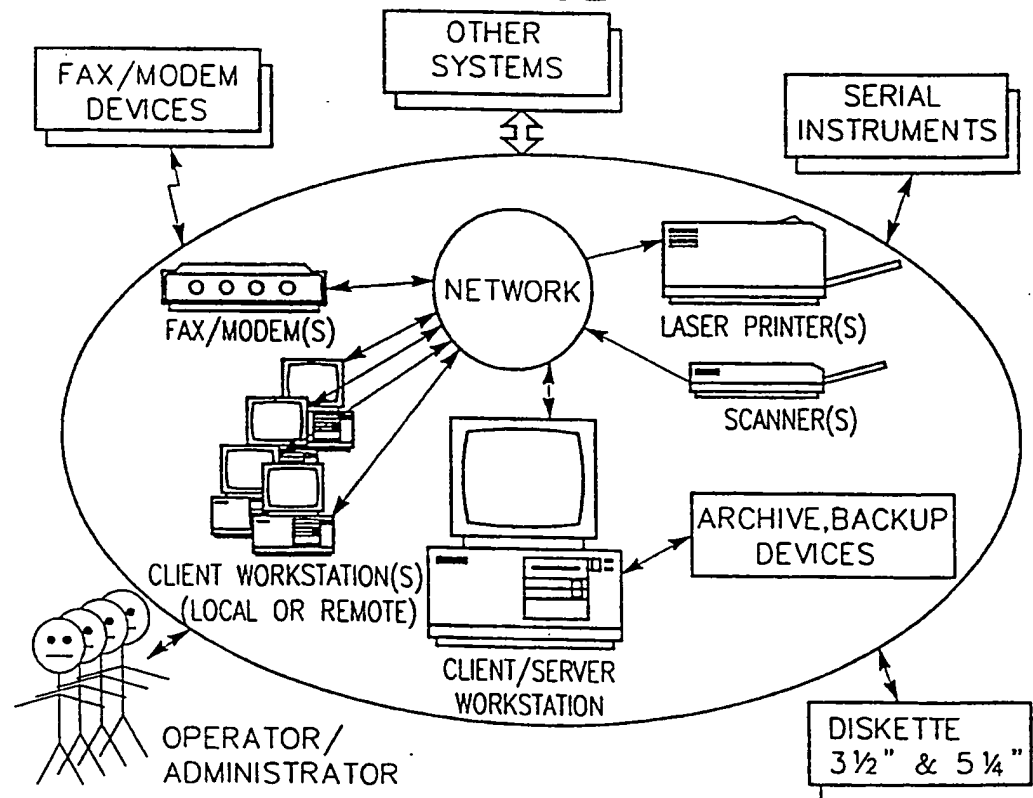 OTHER
SYSTEMS
FAX/MODEM
DEVICES
SERIAL
INSTRUMENTS
NETWORK
FAX/MODEM(S)
LASER PRINTER(S)
SCANNER(S)
ARCHIVE,BACKUP
DEVICES
CLIENT WORKSTATION(S)
(LOCAL OR REMOTE)
CLIENT/SERVER
WORKSTATION
OPERATOR/
ADMINISTRATOR
DISKETTE
3½" & 5¼"